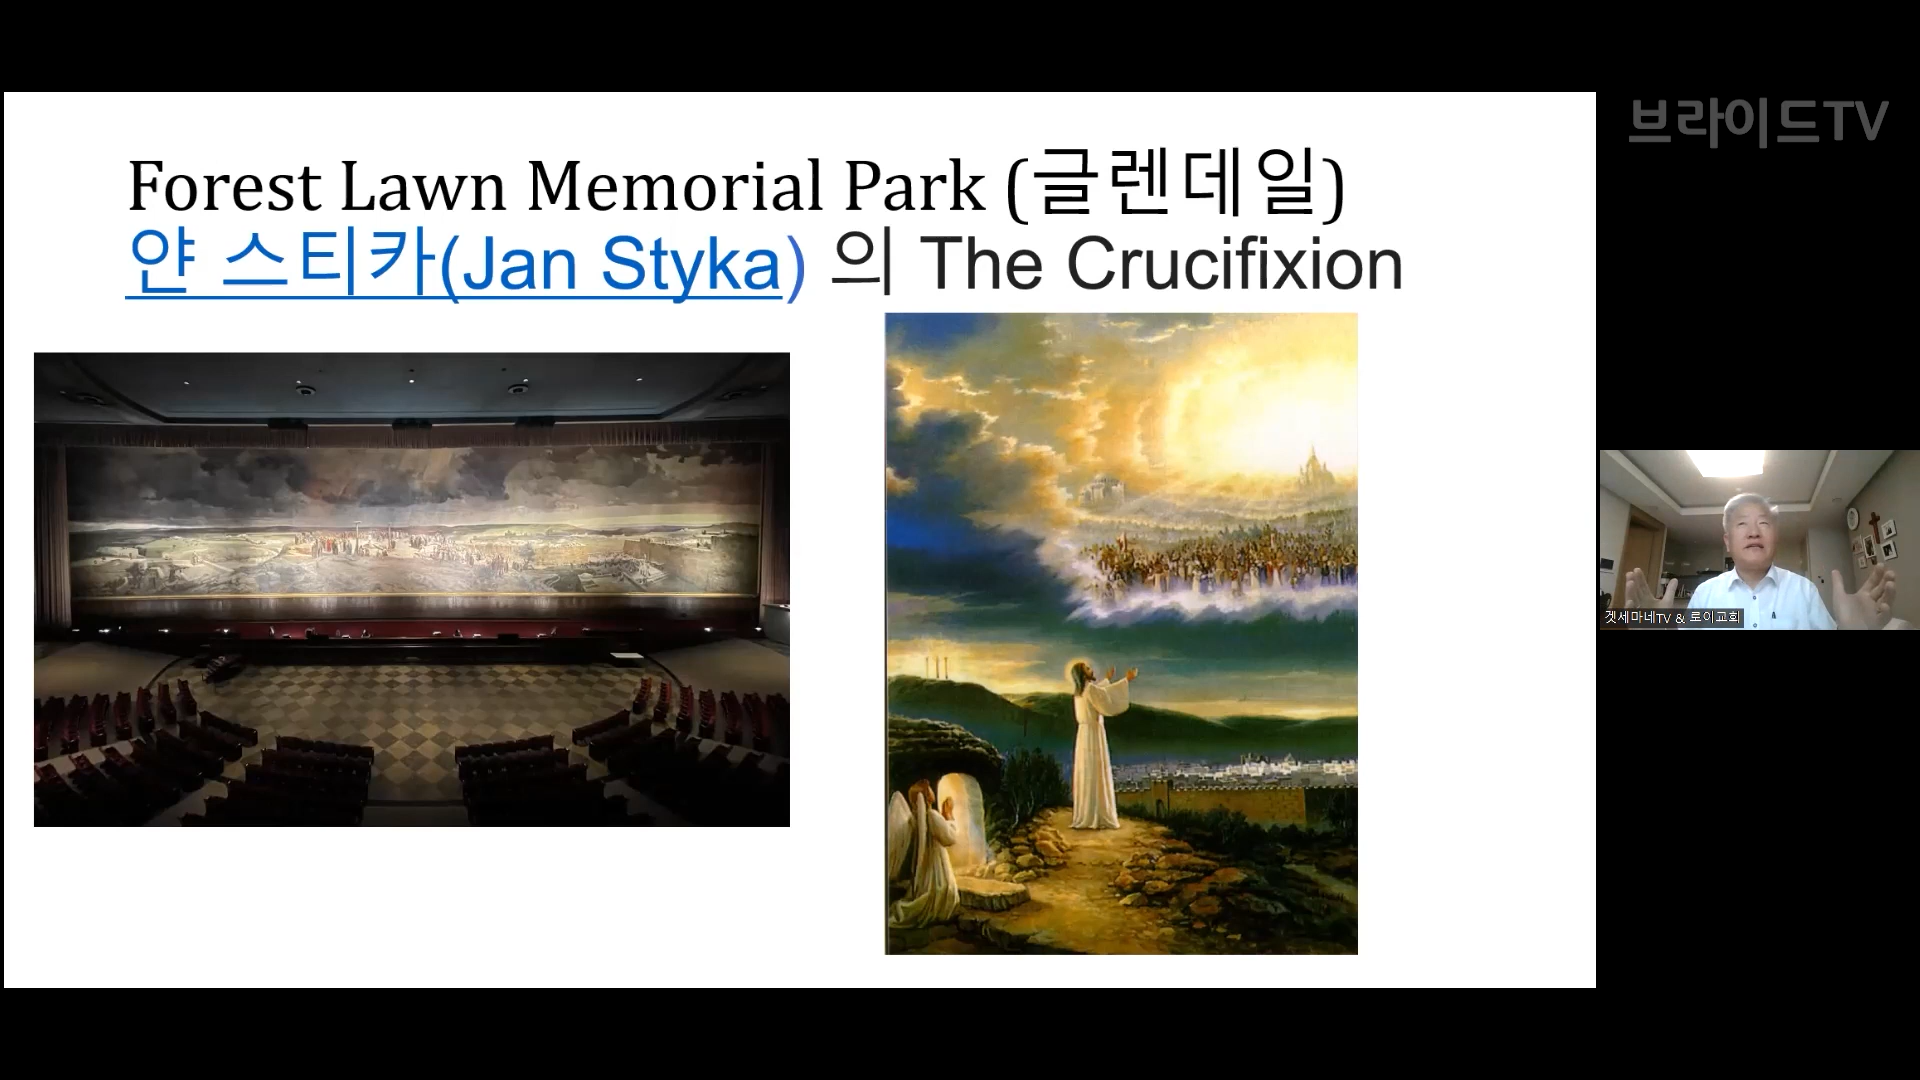 Forest Lawn Memorial Park (글렌데일)
얀 스티카(Jan Styka) 의 The Crucifixion
브라이드TV
겟세마네TV & 로이교회